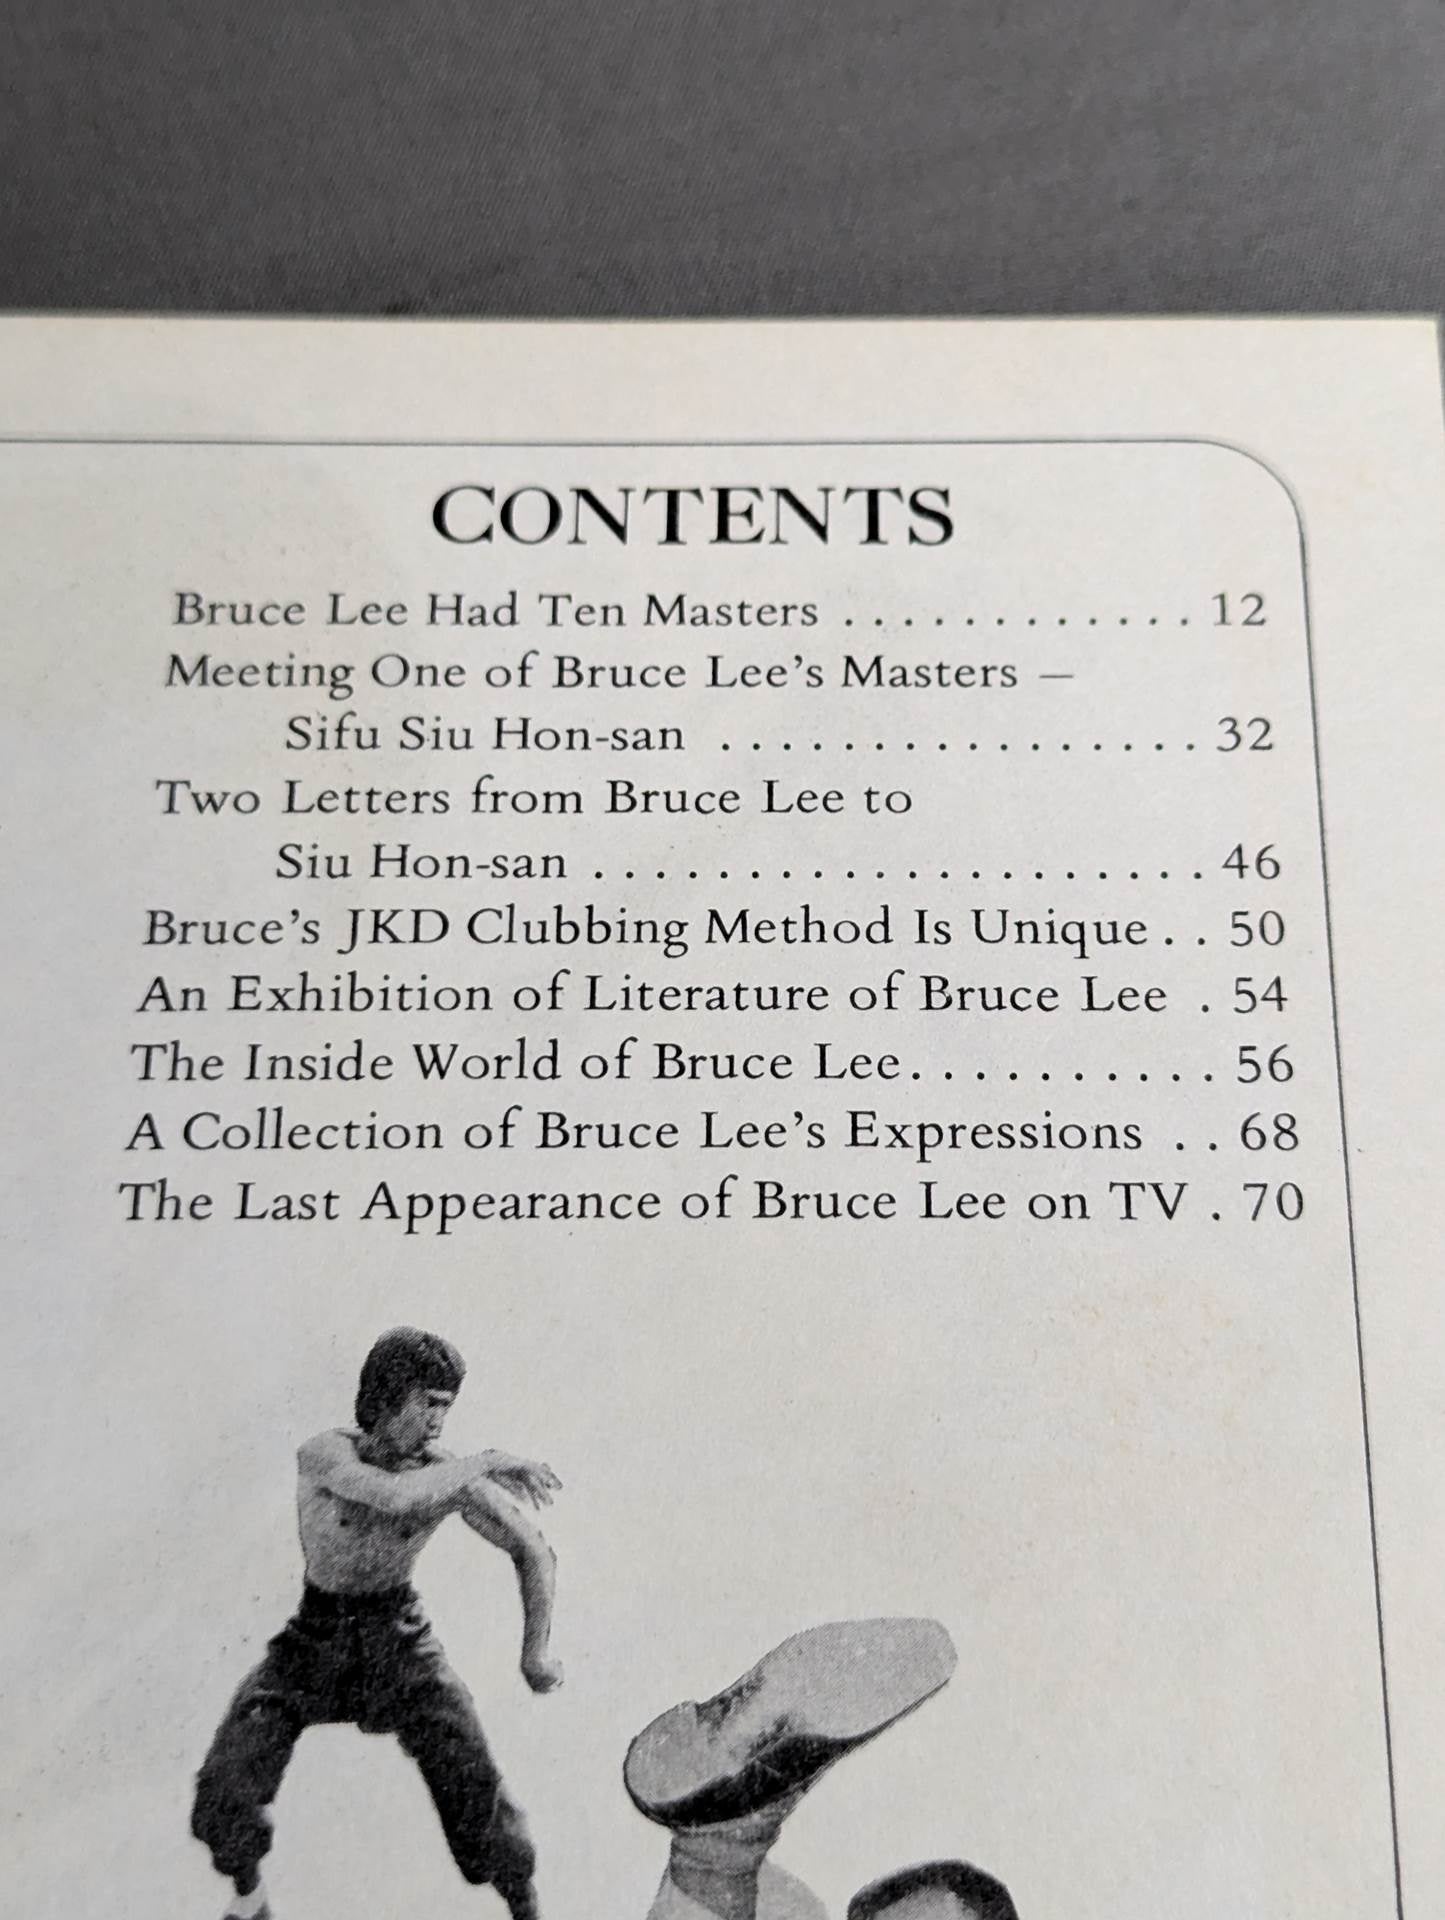 CONTENTS
Bruce Lee Had Ten Masters . . . . . . . . . . . . 12
Meeting One of Bruce Lee's Masters —
Sifu Siu Hon-san . . . . . . . . . . . . . . . . 32
Two Letters from Bruce Lee to
Siu Hon-san . . . . . . . . . . . . . . . . . . . . 46
Bruce's JKD Clubbing Method Is Unique . . 50
An Exhibition of Literature of Bruce Lee . 54
The Inside World of Bruce Lee. . . . . . . . . . 56
A Collection of Bruce Lee's Expressions . . 68
The Last Appearance of Bruce Lee on TV . 70